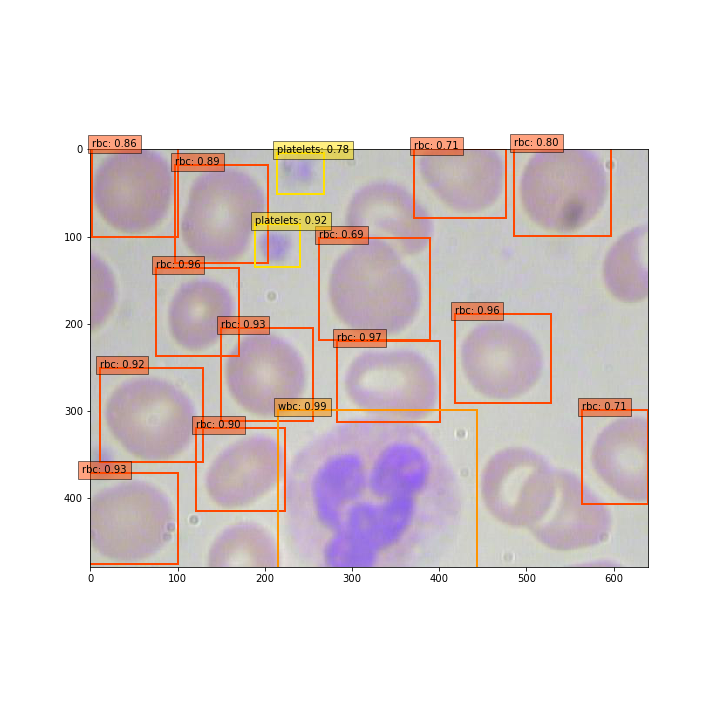 rbc: 0.86
rbc: 0.89
platelets: 0.78
rbc: 0.71
rbc: 0.80
platelets: 0.92
rbc: 0.69
rbc: 0.96
rbc: 0.93
rbc: 0.97
rbc: 0.96
rbc: 0.92
rbc: 0.90
wbc: 0.99
rbc: 0.71
rbc: 0.93
0
100
200
300
400
0 100 200 300 400 500 600